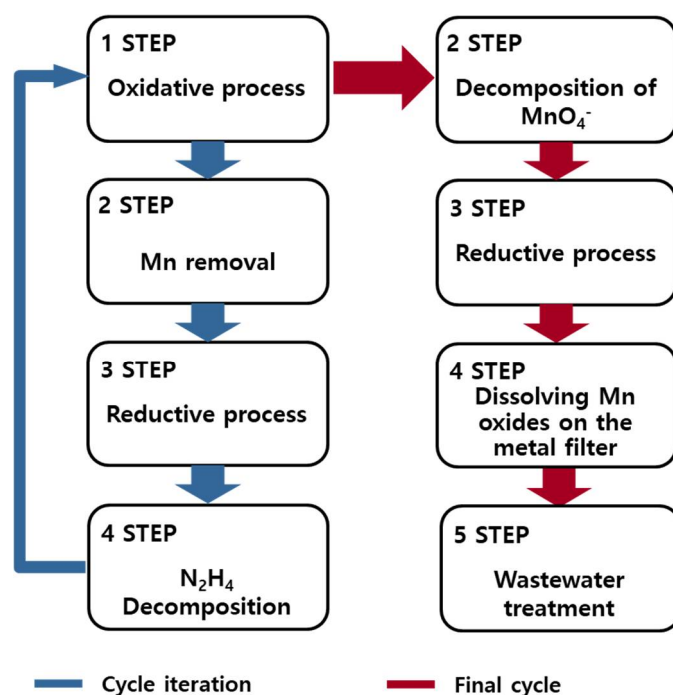 1 STEP
Oxidative process
2 STEP
Mn removal
3 STEP
Reductive process
4 STEP
N₂H₄
Decomposition
2 STEP
Decomposition of
MnO₄⁻
3 STEP
Reductive process
4 STEP
Dissolving Mn
oxides on the
metal filter
5 STEP
Wastewater
treatment
Cycle iteration
Final cycle